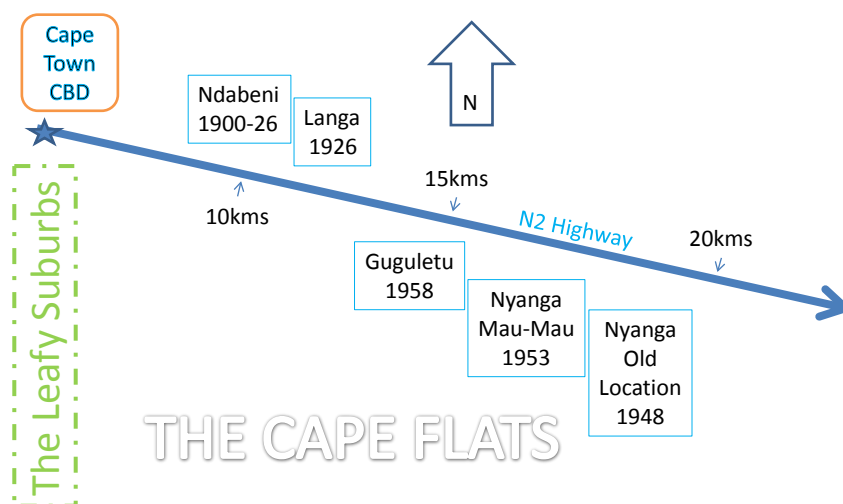 Cape
Town
CBD
Ndabeni
1900-26
Langa
1926
N
10kms
15kms
N2 Highway
20kms
Guguletu
1958
Nyanga
Mau-Mau
1953
Nyanga
Old
Location
1948
The Leafy Suburbs
THE CAPE FLATS